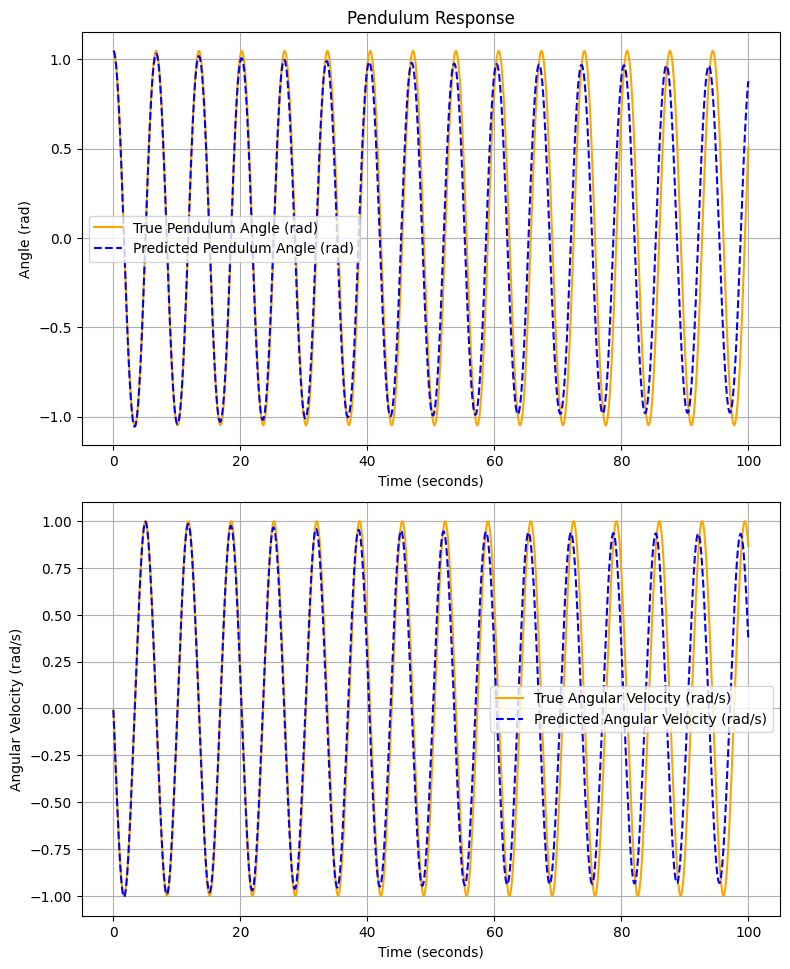 Pendulum Response
1.0
0.5
0.0
−0.5
−1.0
Angle (rad)
True Pendulum Angle (rad)
Predicted Pendulum Angle (rad)
0 20 40 60 80 100
Time (seconds)
1.00
0.75
0.50
0.25
0.00
−0.25
−0.50
−0.75
−1.00
Angular Velocity (rad/s)
True Angular Velocity (rad/s)
Predicted Angular Velocity (rad/s)
0 20 40 60 80 100
Time (seconds)